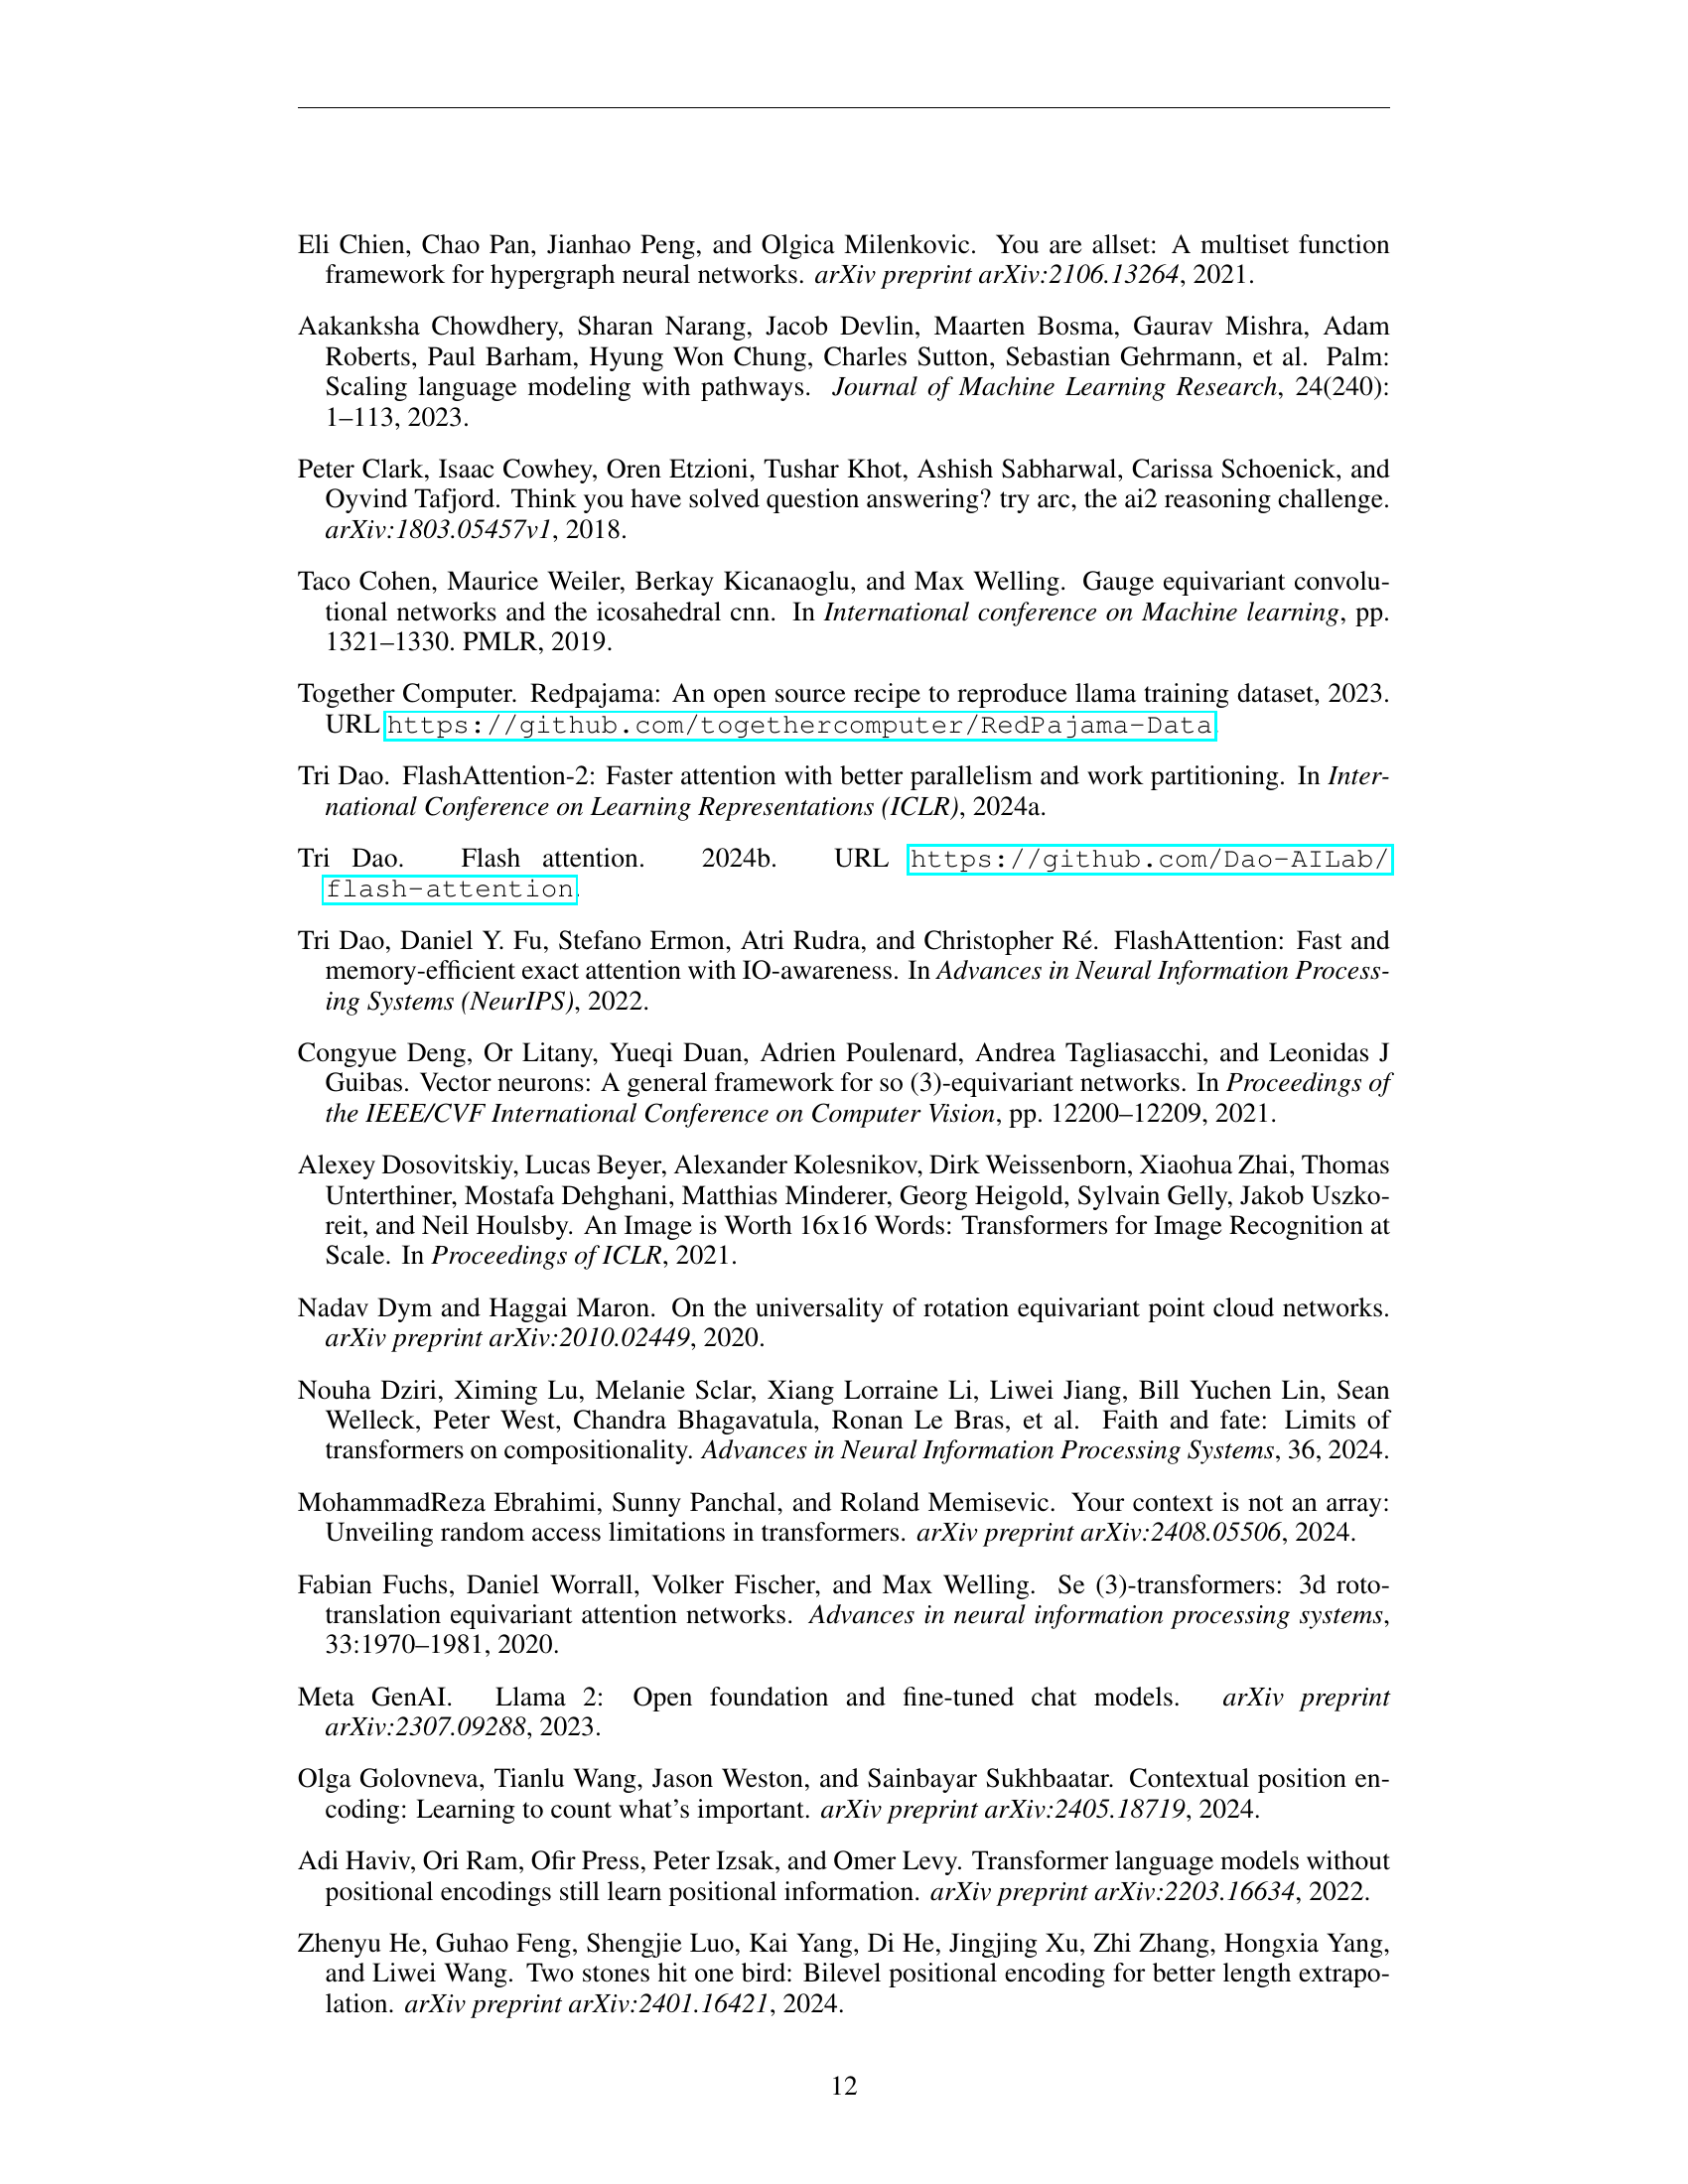 Eli Chien, Chao Pan, Jianhao Peng, and Olgica Milenkovic. You are allset: A multiset function
framework for hypergraph neural networks. arXiv preprint arXiv:2106.13264, 2021.
Aakanksha Chowdhery, Sharan Narang, Jacob Devlin, Maarten Bosma, Gaurav Mishra, Adam
Roberts, Paul Barham, Hyung Won Chung, Charles Sutton, Sebastian Gehrmann, et al. Palm:
Scaling language modeling with pathways. Journal of Machine Learning Research, 24(240):
1–113, 2023.
Peter Clark, Isaac Cowhey, Oren Etzioni, Tushar Khot, Ashish Sabharwal, Carissa Schoenick, and
Oyvind Tafjord. Think you have solved question answering? try arc, the ai2 reasoning challenge.
arXiv:1803.05457v1, 2018.
Taco Cohen, Maurice Weiler, Berkay Kicanaoglu, and Max Welling. Gauge equivariant convolu-
tional networks and the icosahedral cnn. In International conference on Machine learning, pp.
1321–1330. PMLR, 2019.
Together Computer. Redpajama: An open source recipe to reproduce llama training dataset, 2023.
URL https://github.com/togethercomputer/RedPajama-Data.
Tri Dao. FlashAttention-2: Faster attention with better parallelism and work partitioning. In Inter-
national Conference on Learning Representations (ICLR), 2024a.
Tri Dao. Flash attention. 2024b. URL https://github.com/Dao-AILab/
flash-attention.
Tri Dao, Daniel Y. Fu, Stefano Ermon, Atri Rudra, and Christopher Ré. FlashAttention: Fast and
memory-efficient exact attention with IO-awareness. In Advances in Neural Information Process-
ing Systems (NeurIPS), 2022.
Congyue Deng, Or Litany, Yueqi Duan, Adrien Poulenard, Andrea Tagliasacchi, and Leonidas J
Guibas. Vector neurons: A general framework for so (3)-equivariant networks. In Proceedings of
the IEEE/CVF International Conference on Computer Vision, pp. 12200–12209, 2021.
Alexey Dosovitskiy, Lucas Beyer, Alexander Kolesnikov, Dirk Weissenborn, Xiaohua Zhai, Thomas
Unterthiner, Mostafa Dehghani, Matthias Minderer, Georg Heigold, Sylvain Gelly, Jakob Uszko-
reit, and Neil Houlsby. An Image is Worth 16x16 Words: Transformers for Image Recognition at
Scale. In Proceedings of ICLR, 2021.
Nadav Dym and Haggai Maron. On the universality of rotation equivariant point cloud networks.
arXiv preprint arXiv:2010.02449, 2020.
Nouha Dziri, Ximing Lu, Melanie Sclar, Xiang Lorraine Li, Liwei Jiang, Bill Yuchen Lin, Sean
Welleck, Peter West, Chandra Bhagavatula, Ronan Le Bras, et al. Faith and fate: Limits of
transformers on compositionality. Advances in Neural Information Processing Systems, 36, 2024.
MohammadReza Ebrahimi, Sunny Panchal, and Roland Memisevic. Your context is not an array:
Unveiling random access limitations in transformers. arXiv preprint arXiv:2408.05506, 2024.
Fabian Fuchs, Daniel Worrall, Volker Fischer, and Max Welling. Se (3)-transformers: 3d roto-
translation equivariant attention networks. Advances in neural information processing systems,
33:1970–1981, 2020.
Meta GenAI. Llama 2: Open foundation and fine-tuned chat models. arXiv preprint
arXiv:2307.09288, 2023.
Olga Golovneva, Tianlu Wang, Jason Weston, and Sainbayar Sukhbaatar. Contextual position en-
coding: Learning to count what's important. arXiv preprint arXiv:2405.18719, 2024.
Adi Haviv, Ori Ram, Ofir Press, Peter Izsak, and Omer Levy. Transformer language models without
positional encodings still learn positional information. arXiv preprint arXiv:2203.16634, 2022.
Zhenyu He, Guhao Feng, Shengjie Luo, Kai Yang, Di He, Jingjing Xu, Zhi Zhang, Hongxia Yang,
and Liwei Wang. Two stones hit one bird: Bilevel positional encoding for better length extrapo-
lation. arXiv preprint arXiv:2401.16421, 2024.
12